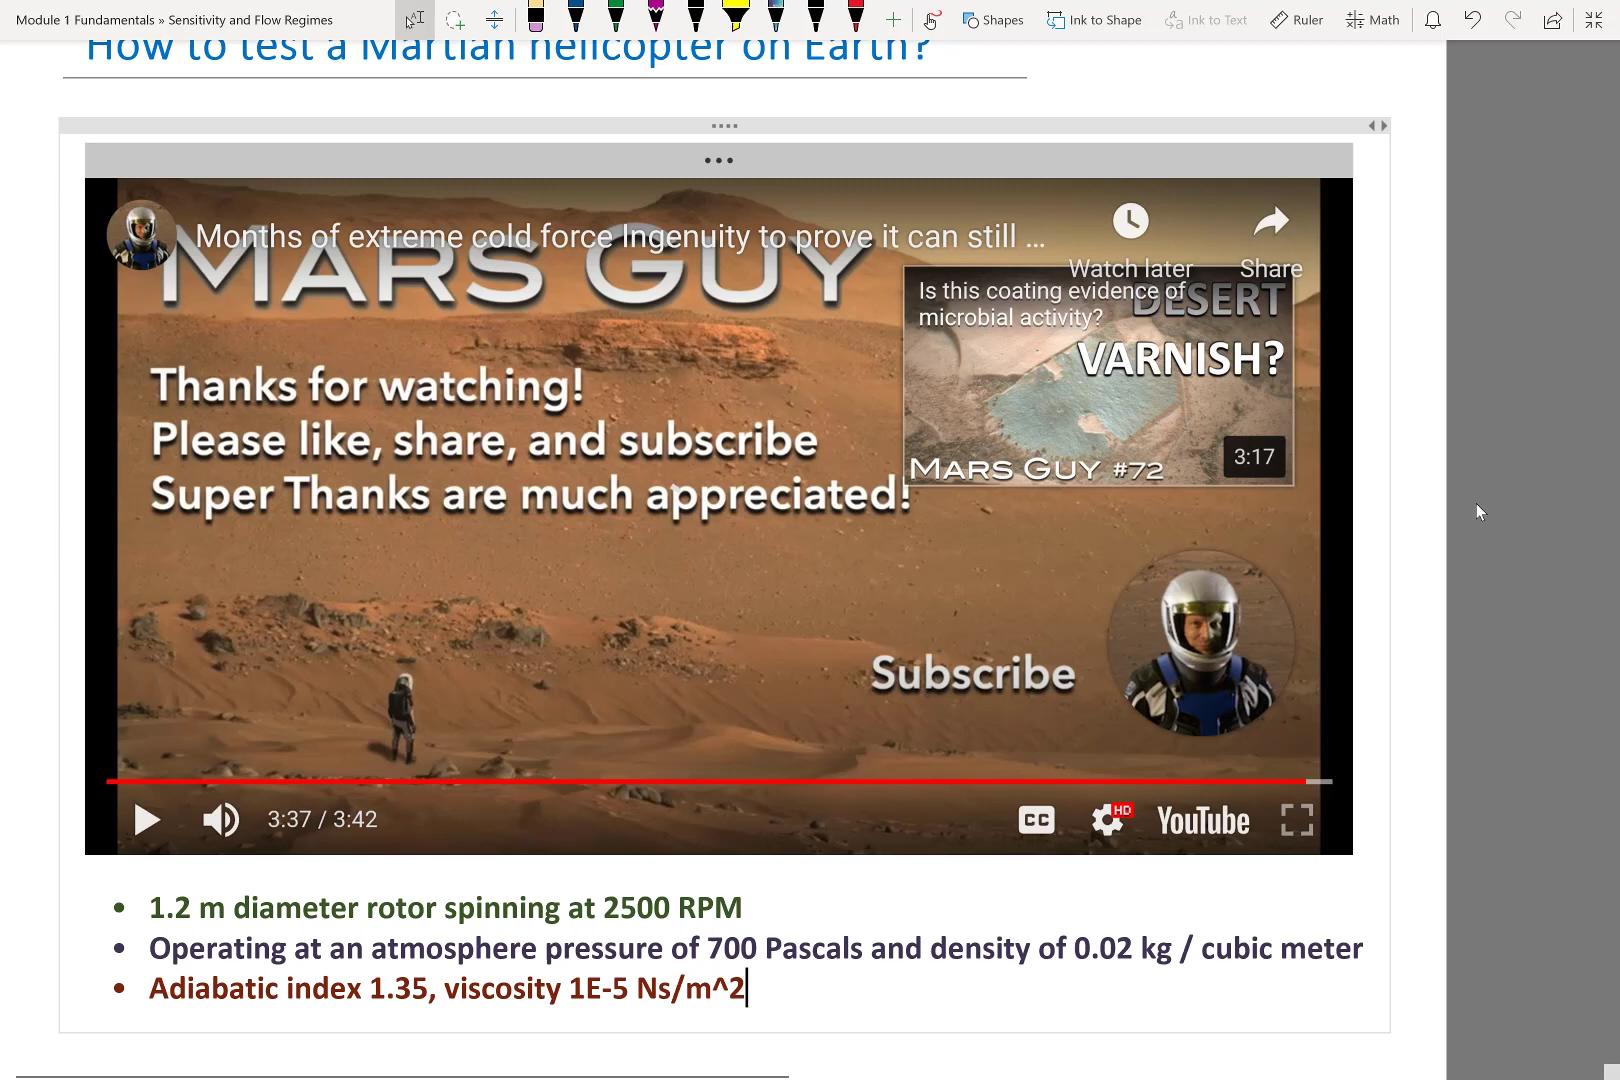 Module 1 Fundamentals » Sensitivity and Flow Regimes
Shapes
Ink to Shape
Ink to Text
Ruler
Math
How to test a Martian helicopter on Earth?
Months of extreme cold force Ingenuity to prove it can still ...
MARS GUY
Watch later
Share
Is this coating evidence of
microbial activity?
DESERT
VARNISH?
MARS GUY #72
3:17
Thanks for watching!
Please like, share, and subscribe
Super Thanks are much appreciated!
Subscribe
3:37 / 3:42
CC
HD
YouTube
• 1.2 m diameter rotor spinning at 2500 RPM
• Operating at an atmosphere pressure of 700 Pascals and density of 0.02 kg / cubic meter
• Adiabatic index 1.35, viscosity 1E-5 Ns/m^2